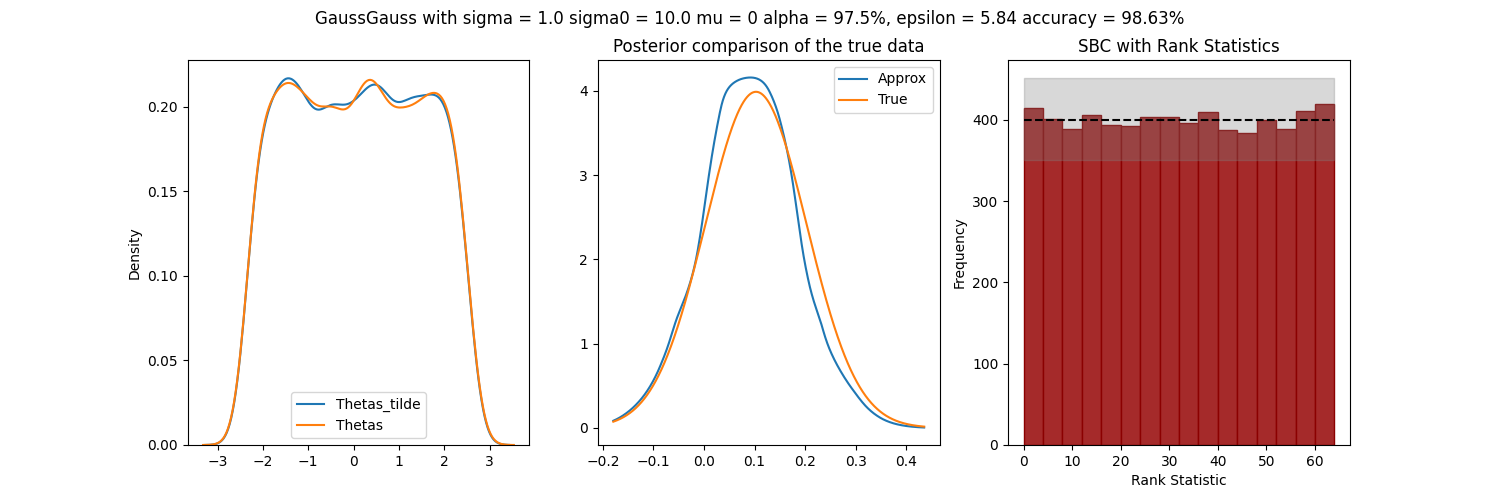 GaussGauss with sigma = 1.0 sigma0 = 10.0 mu = 0 alpha = 97.5%, epsilon = 5.84 accuracy = 98.63%
Density
0.20
0.15
0.10
0.05
0.00
Thetas_tilde
Thetas
−3 −2 −1 0 1 2 3
Posterior comparison of the true data
Approx
True
4
3
2
1
0
−0.2 −0.1 0.0 0.1 0.2 0.3 0.4
SBC with Rank Statistics
Frequency
400
300
200
100
0
0 10 20 30 40 50 60
Rank Statistic